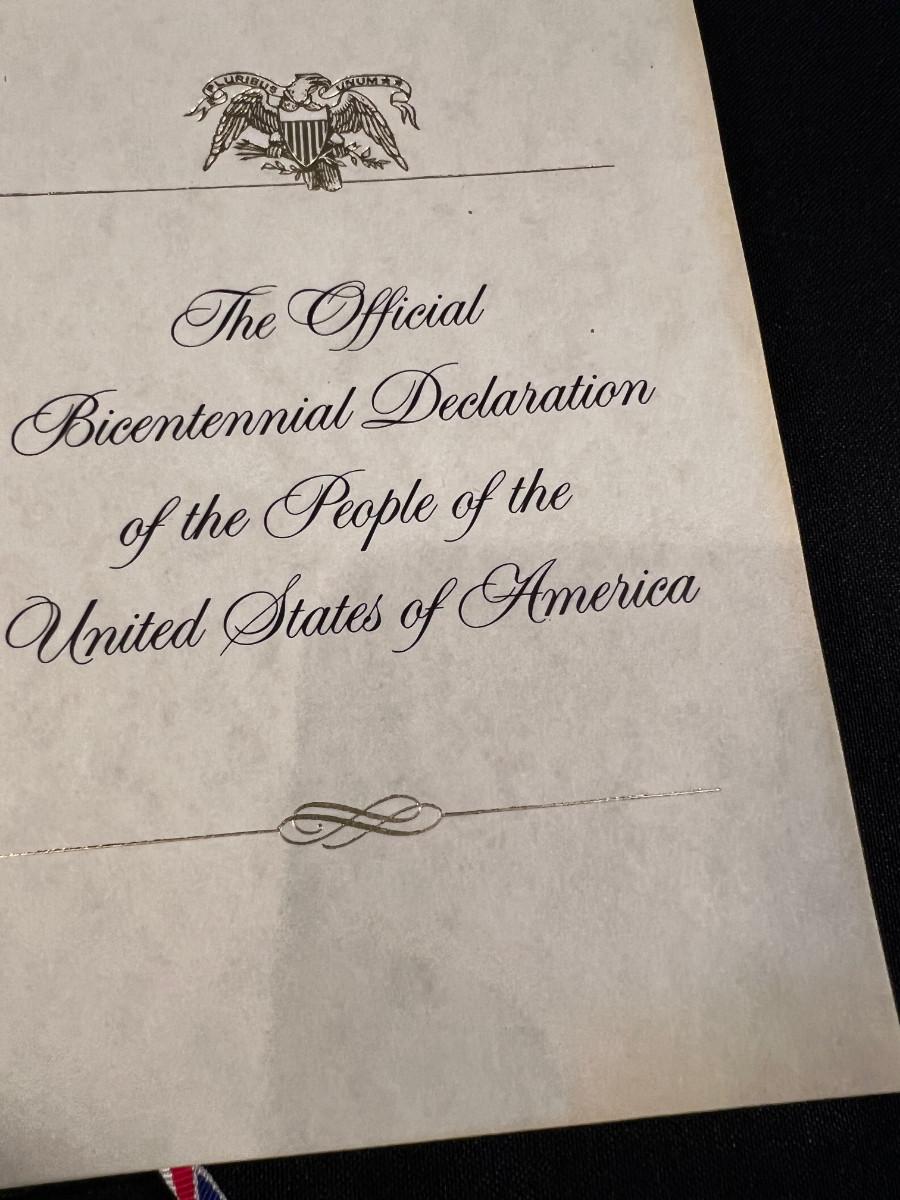 PLURIBUS UNUM
The Official
Bicentennial Declaration
of the People of the
United States of America